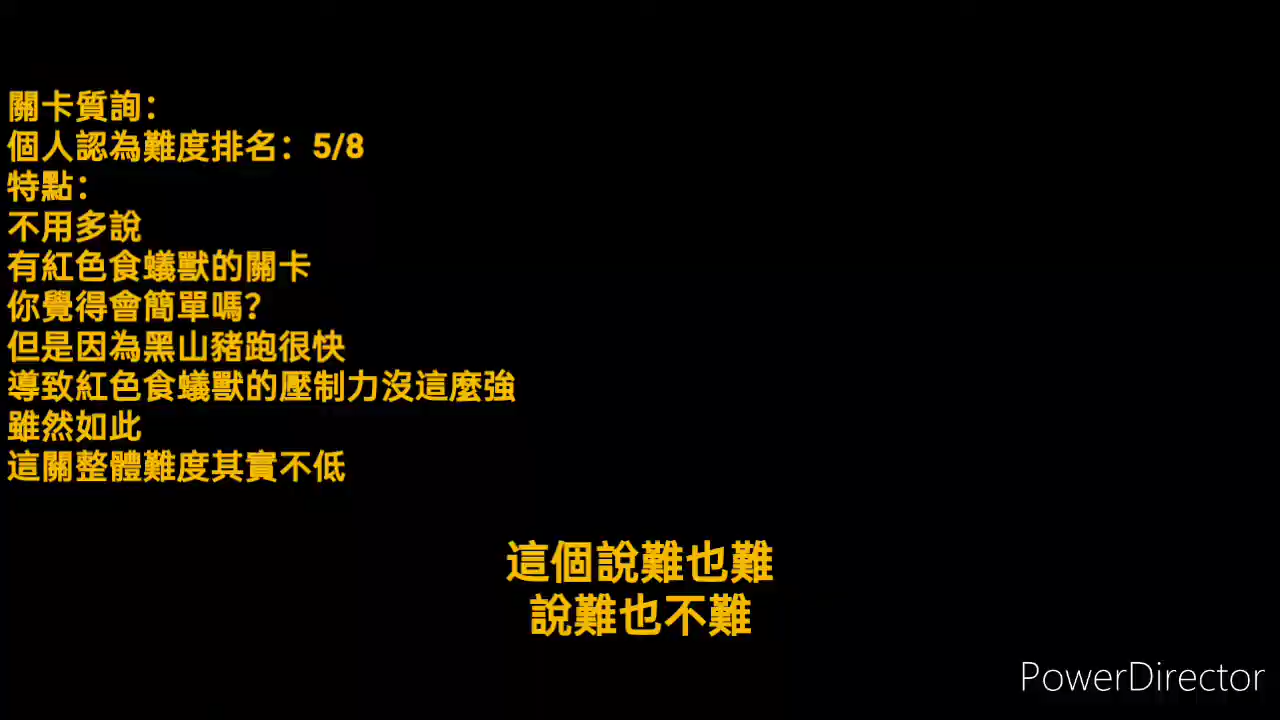 關卡質詢：
個人認為難度排名：5/8
特點：
不用多說
有紅色食蟻獸的關卡
你覺得會簡單嗎？
但是因為黑山豬跑很快
導致紅色食蟻獸的壓制力沒這麼強
雖然如此
這關整體難度其實不低
這個說難也難
說難也不難
PowerDirector